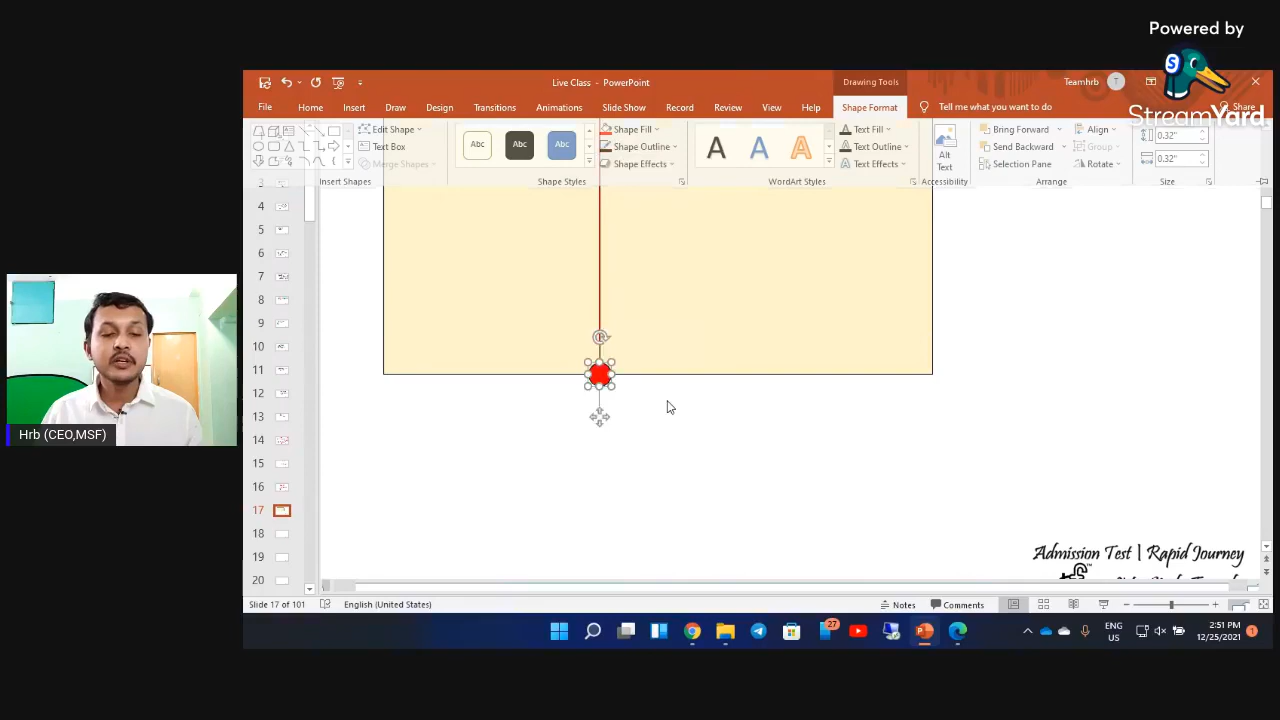 Powered by
StreamYard
Live Class - PowerPoint
Drawing Tools
Teamhrb
T
File
Home
Insert
Draw
Design
Transitions
Animations
Slide Show
Record
Review
View
Help
Shape Format
Tell me what you want to do
Share
Edit Shape
Text Box
Merge Shapes
Insert Shapes
Abc
Abc
Abc
Shape Fill
Shape Outline
Shape Effects
Shape Styles
A
A
A
WordArt Styles
Text Fill
Text Outline
Text Effects
Alt
Text
Accessibility
Bring Forward
Send Backward
Selection Pane
Align
Group
Rotate
Arrange
0.32"
0.32"
Size
3
4
5
6
7
8
9
10
11
12
13
14
15
16
17
18
19
20
Hrb (CEO,MSF)
Admission Test | Rapid Journey
Slide 17 of 101
English (United States)
Notes
Comments
27
ENG
US
2:51 PM
12/25/2021
1